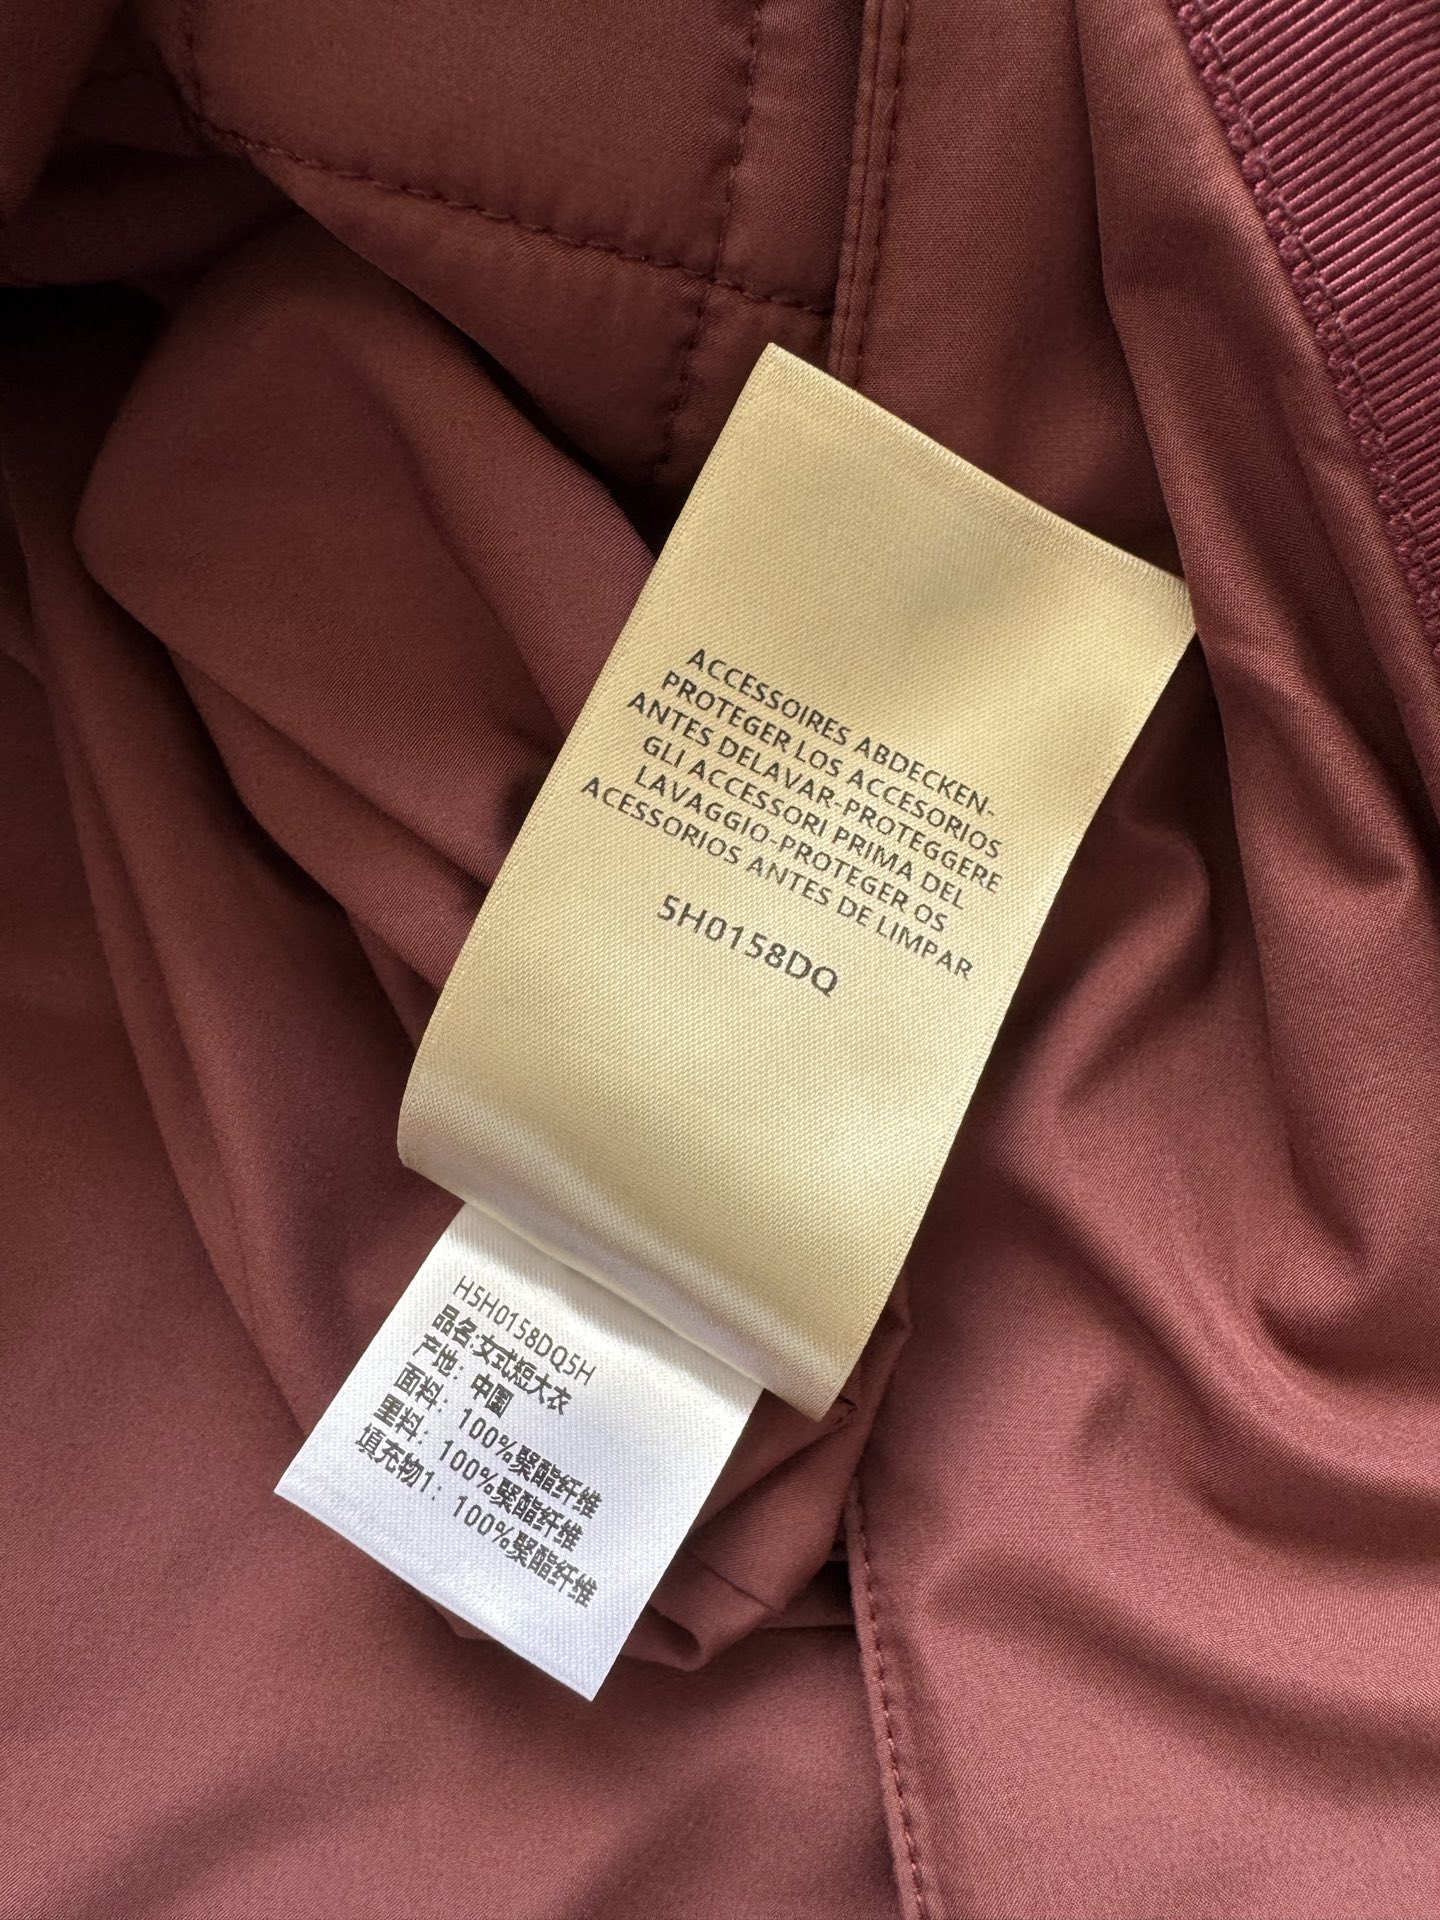 ACCESSOIRES ABDECKEN-
PROTEGER LOS ACCESORIOS
ANTES DELAVAR-PROTEGGERE
GLI ACCESSORI PRIMA DEL
LAVAGGIO-PROTEGER OS
ACESSORIOS ANTES DE LIMPAR
5H0158DQ
H5H0158DQ5H
品名:女式短大衣
产地：中国
面料：100%聚酯纤维
里料：100%聚酯纤维
填充物1：100%聚酯纤维